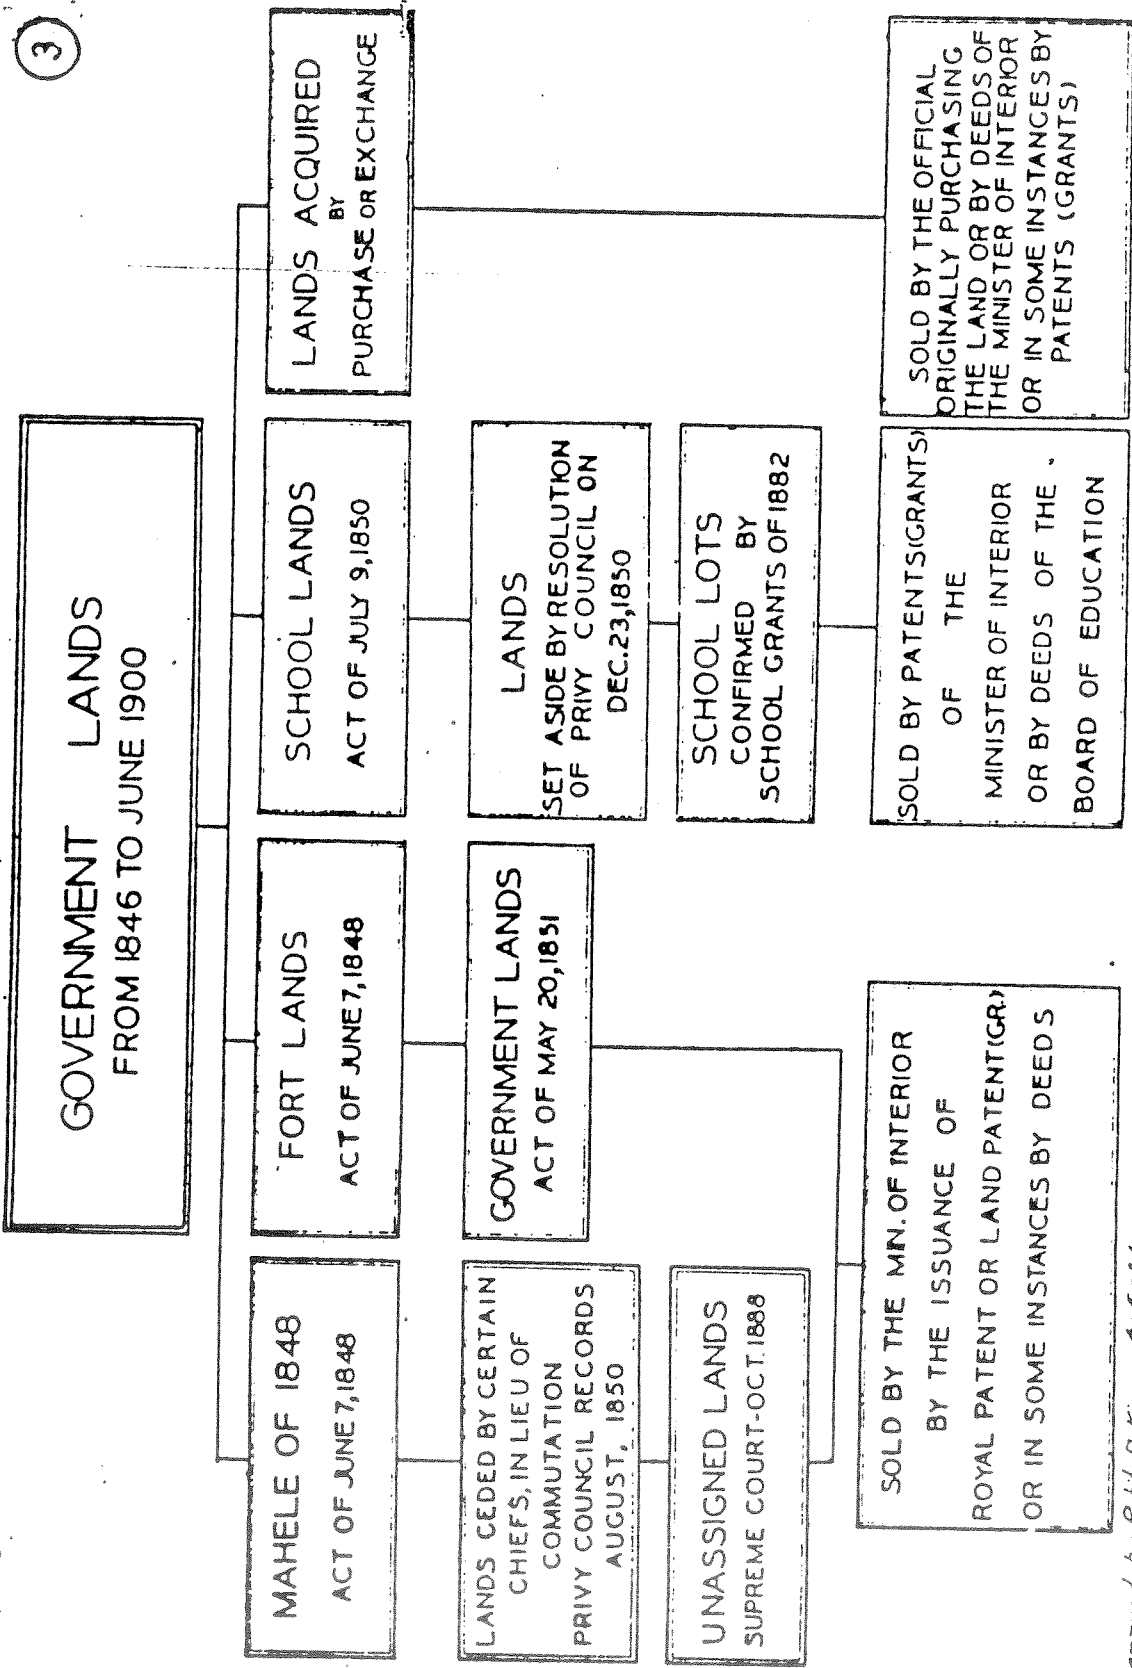 3
GOVERNMENT LANDS
FROM 1846 TO JUNE 1900
MAHELE OF 1848
ACT OF JUNE 7, 1848
LANDS CEDED BY CERTAIN
CHIEFS, IN LIEU OF
COMMUTATION
PRIVY COUNCIL RECORDS
AUGUST, 1850
UNASSIGNED LANDS
SUPREME COURT-OCT. 1888
FORT LANDS
ACT OF JUNE 7, 1848
GOVERNMENT LANDS
ACT OF MAY 20, 1851
SOLD BY THE MIN. OF INTERIOR
BY THE ISSUANCE OF
ROYAL PATENT OR LAND PATENT(GR.)
OR IN SOME INSTANCES BY DEEDS
SCHOOL LANDS
ACT OF JULY 9, 1850
LANDS
SET ASIDE BY RESOLUTION
OF PRIVY COUNCIL ON
DEC. 23, 1850
SCHOOL LOTS
CONFIRMED BY
SCHOOL GRANTS OF 1882
SOLD BY PATENTS(GRANTS)
OF THE
MINISTER OF INTERIOR
OR BY DEEDS OF THE
BOARD OF EDUCATION
LANDS ACQUIRED
BY
PURCHASE OR EXCHANGE
SOLD BY THE OFFICIAL
ORIGINALLY PURCHASING
THE LAND OR BY DEEDS OF
THE MINISTER OF INTERIOR
OR IN SOME INSTANCES BY
PATENTS (GRANTS)